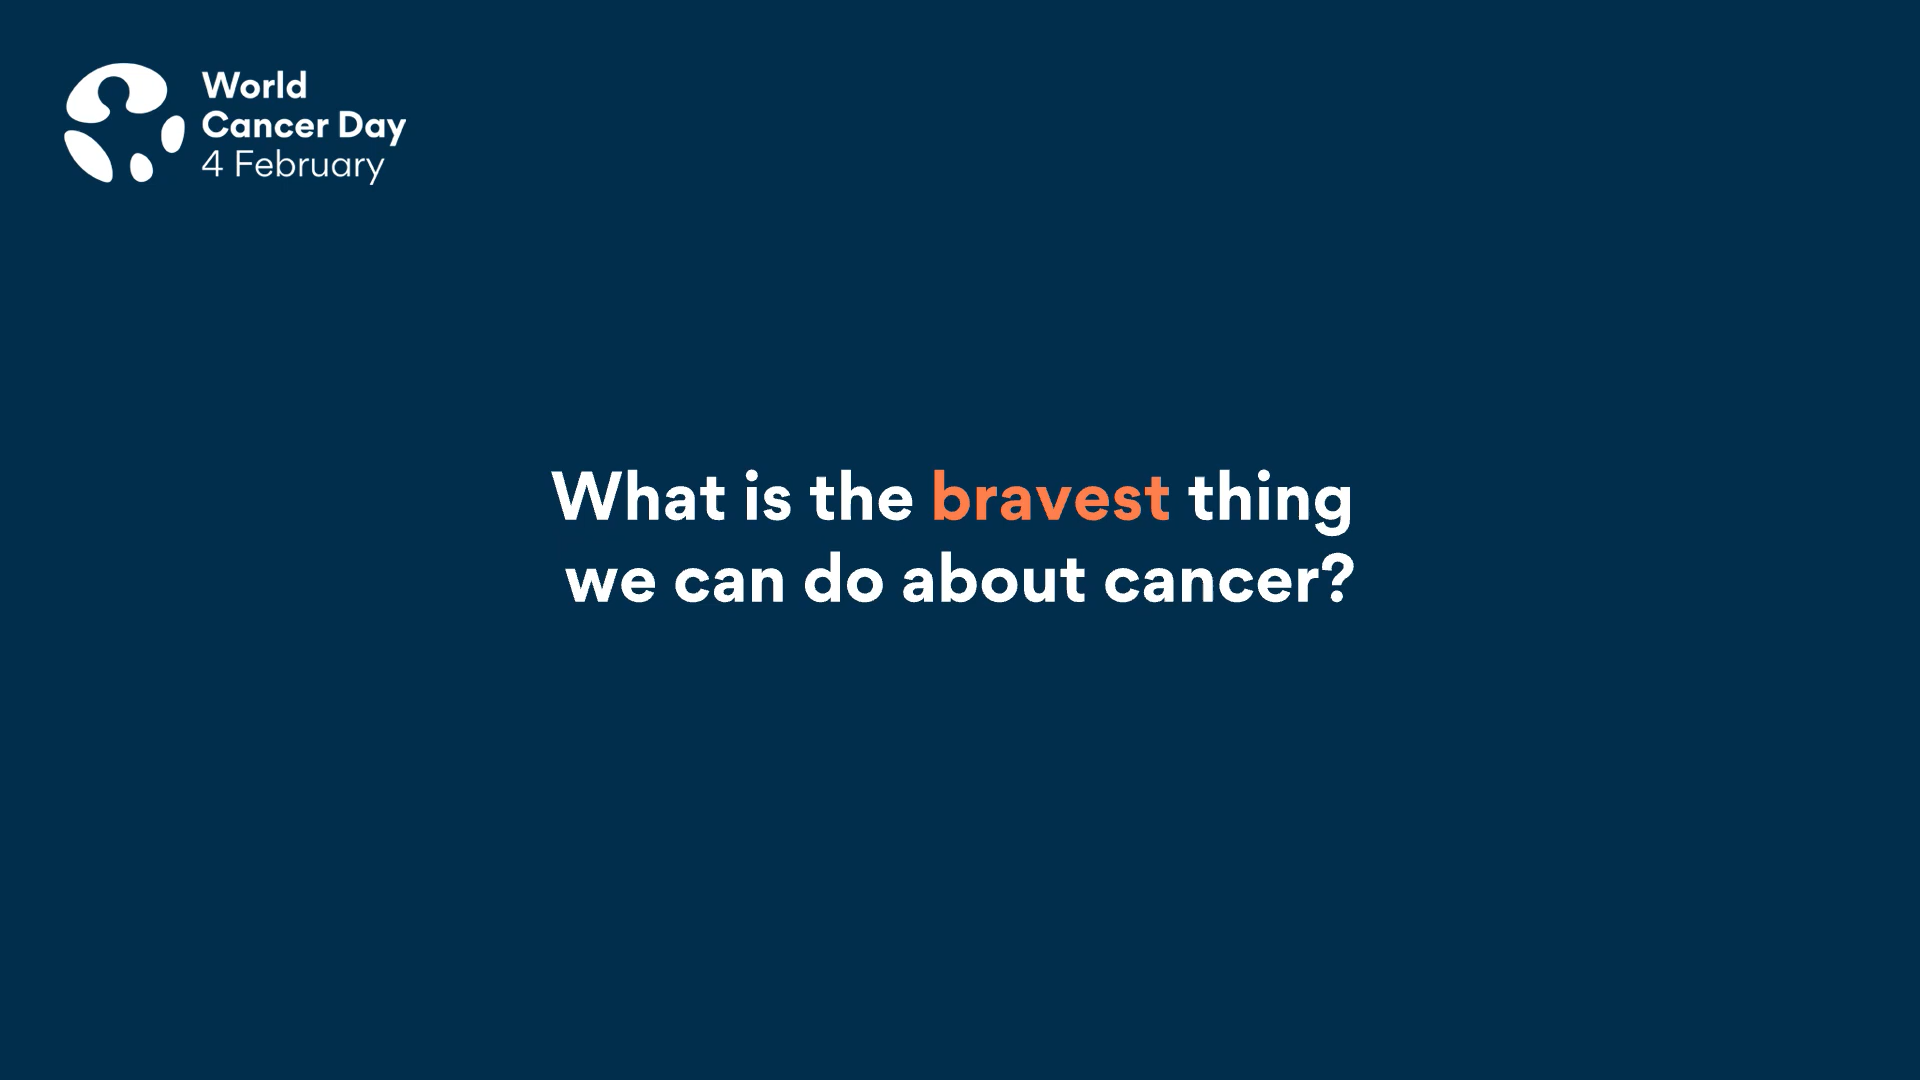 World
Cancer Day
4 February
What is the bravest thing
we can do about cancer?